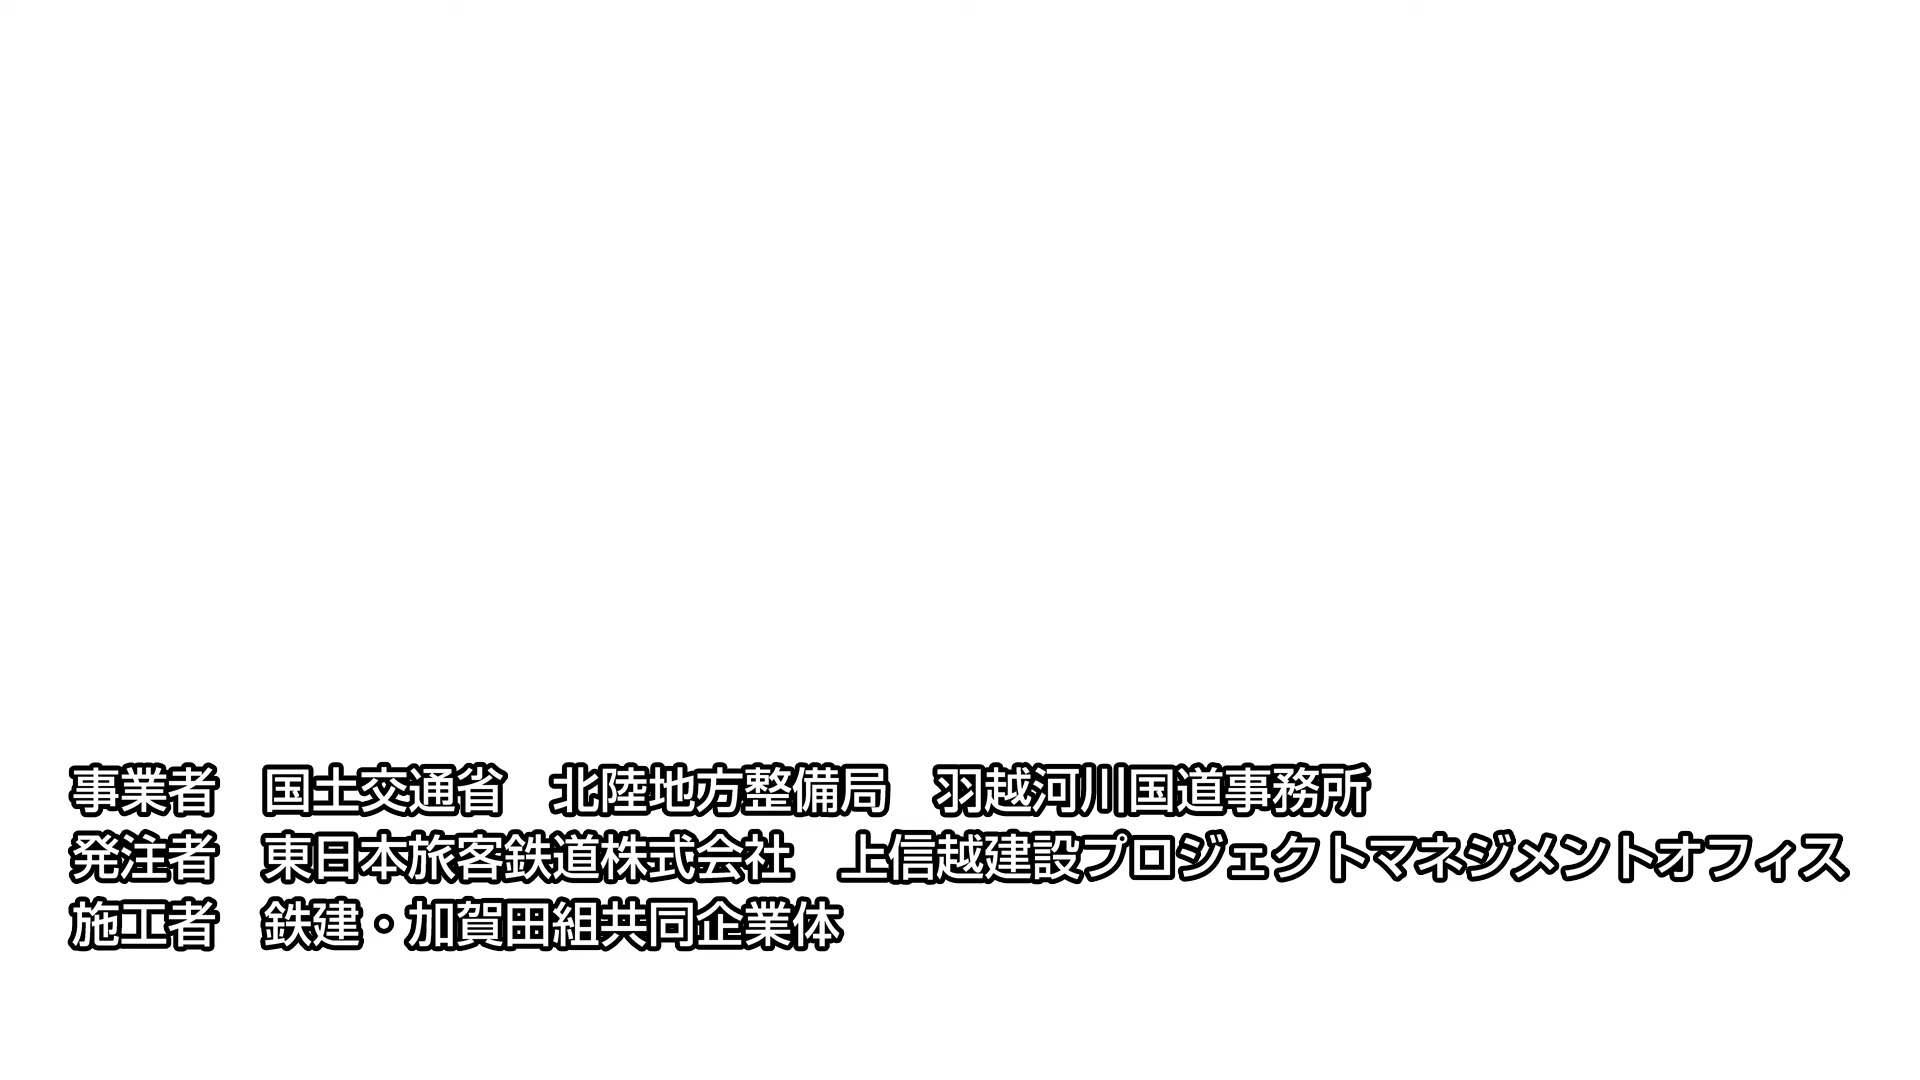 事業者　国土交通省　北陸地方整備局　羽越河川国道事務所
発注者　東日本旅客鉄道株式会社　上信越建設プロジェクトマネジメントオフィス
施工者　鉄建・加賀田組共同企業体